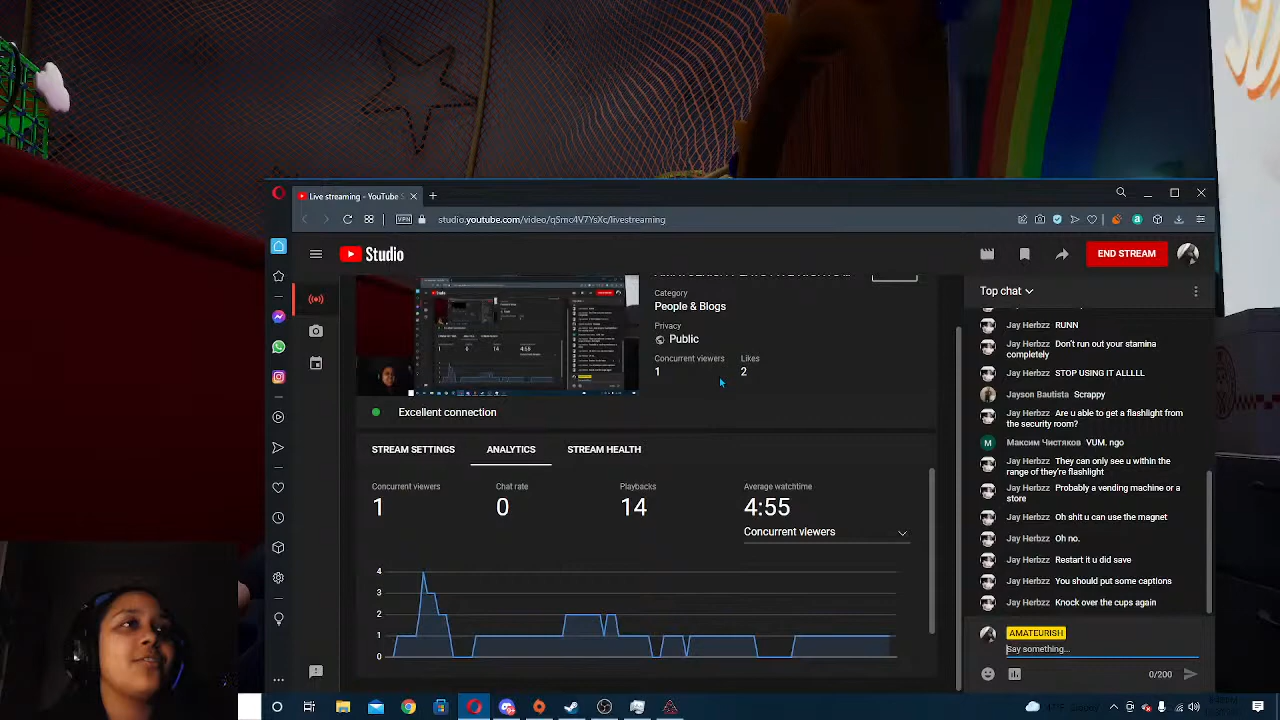 Live streaming - YouTube S
VPN
studio.youtube.com/video/q5mc4V7YsXc/livestreaming
Studio
END STREAM
Category
People & Blogs
Privacy
Public
Concurrent viewers
Likes
1
2
Excellent connection
STREAM SETTINGS
ANALYTICS
STREAM HEALTH
Concurrent viewers
Chat rate
Playbacks
Average watchtime
1
0
14
4:55
Concurrent viewers
4
3
2
1
0
Top chat
Jay Herbzz RUNN
Jay Herbzz Don't run out your stamina
completely
Jay Herbzz STOP USING IT ALLLLL
Jayson Bautista Scrappy
Jay Herbzz Are u able to get a flashlight from
the security room?
Максим Чистяков VUM. ngo
Jay Herbzz They can only see u within the
range of they're flashlight
Jay Herbzz Probably a vending machine or a
store
Jay Herbzz Oh shit u can use the magnet
Jay Herbzz Oh no.
Jay Herbzz Restart it u did save
Jay Herbzz You should put some captions
Jay Herbzz Knock over the cups again
AMATEURISH
Say something...
0/200